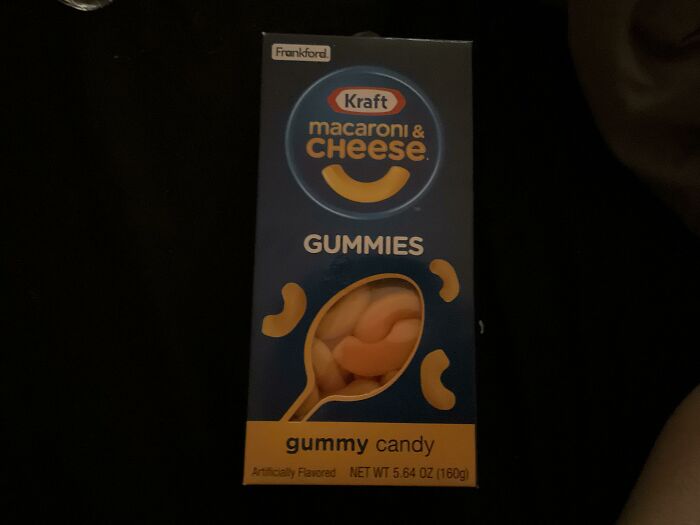 Frankford.
Kraft
macaroni &
cheese.
GUMMIES
gummy candy
Artificially Flavored NET WT 5.64 OZ (160g)